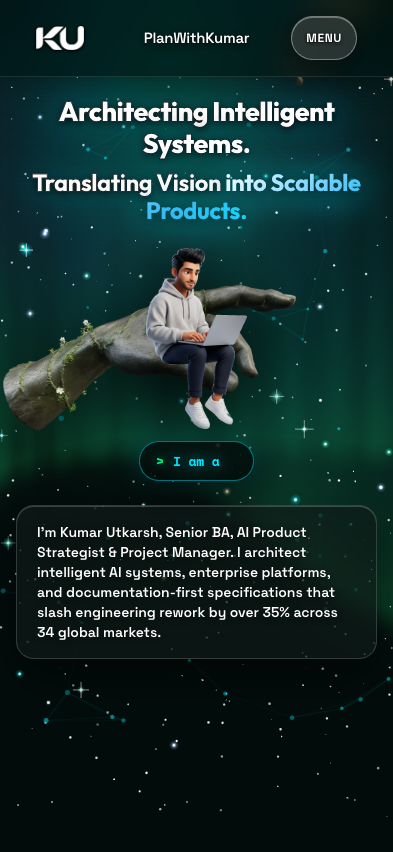 KU
PlanWithKumar
MENU
Architecting Intelligent
Systems.
Translating Vision into Scalable
Products.
> I am a
I'm Kumar Utkarsh, Senior BA, AI Product
Strategist & Project Manager. I architect
intelligent AI systems, enterprise platforms,
and documentation-first specifications that
slash engineering rework by over 35% across
34 global markets.